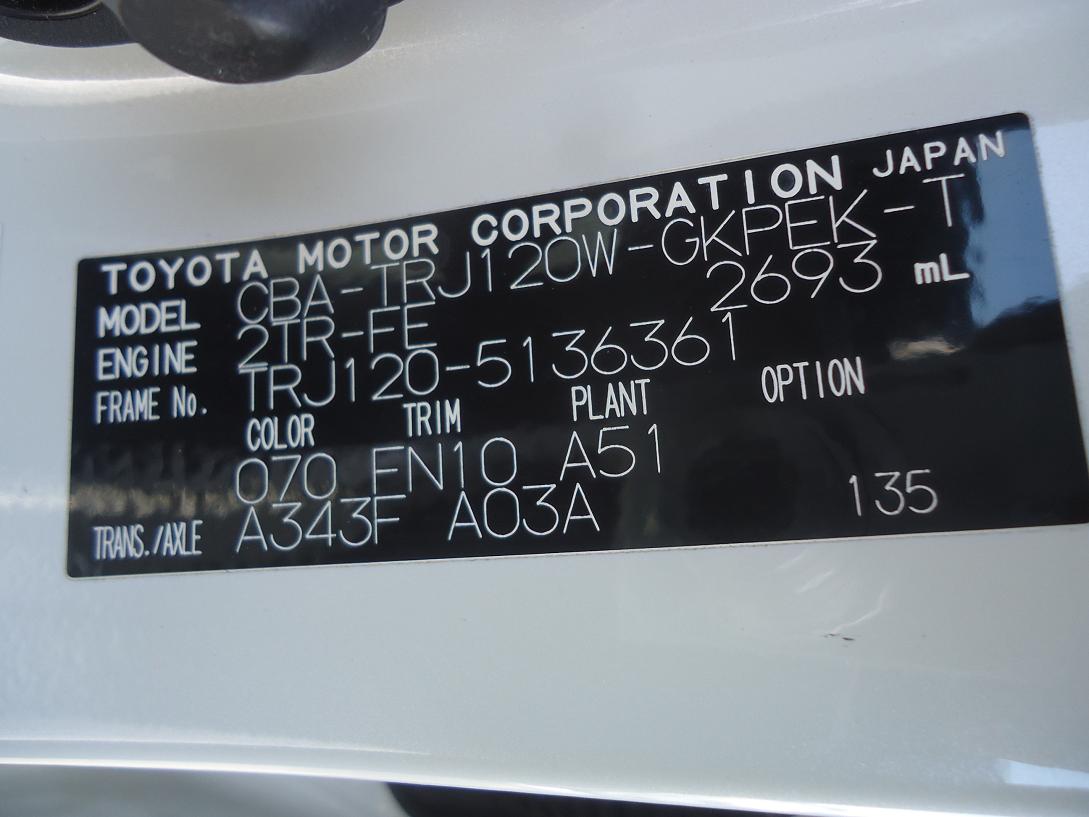 TOYOTA MOTOR CORPORATION JAPAN
MODEL CBA-TRJ120W-GKPEK-T
ENGINE 2TR-FE 2693 mL
FRAME No. TRJ120-5136361
COLOR TRIM PLANT OPTION
070 FN10 A51
TRANS./AXLE A343F A03A 135